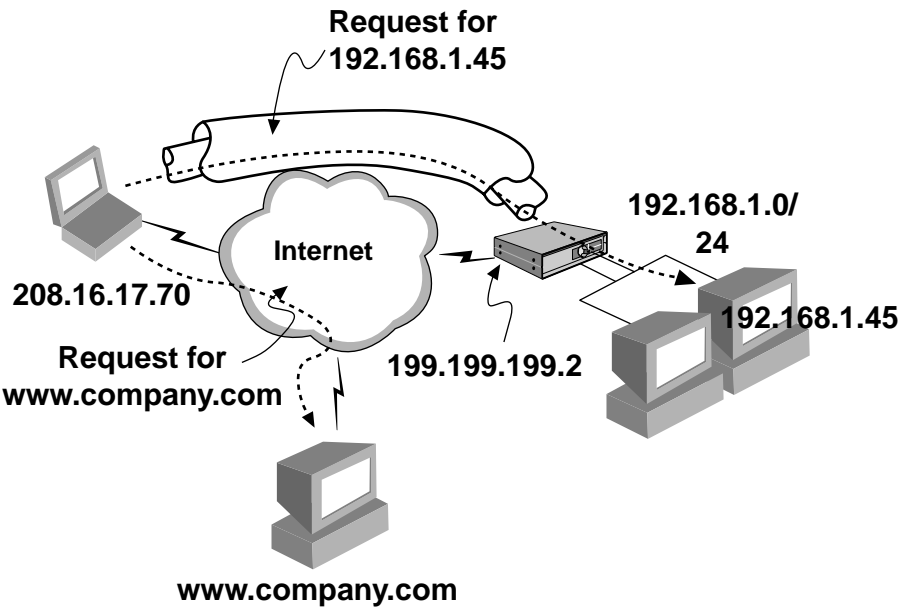 Request for
192.168.1.45
192.168.1.0/
24
Internet
208.16.17.70
192.168.1.45
Request for
www.company.com
199.199.199.2
www.company.com